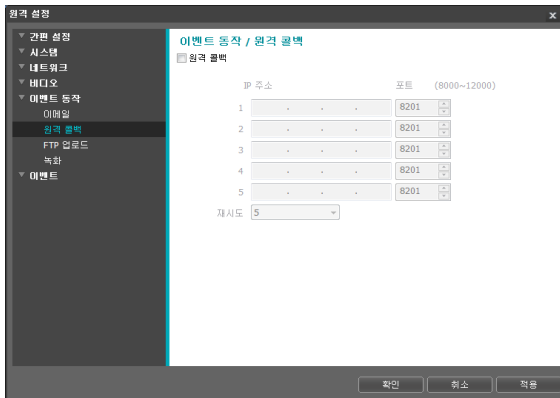 원격 설정
x
간편 설정
시스템
네트워크
비디오
이벤트 동작
이메일
원격 콜백
FTP 업로드
녹화
이벤트
이벤트 동작 / 원격 콜백
원격 콜백
IP 주소 포트 (8000~12000)
1 . . . 8201
2 . . . 8201
3 . . . 8201
4 . . . 8201
5 . . . 8201
재시도 5
확인 취소 적용